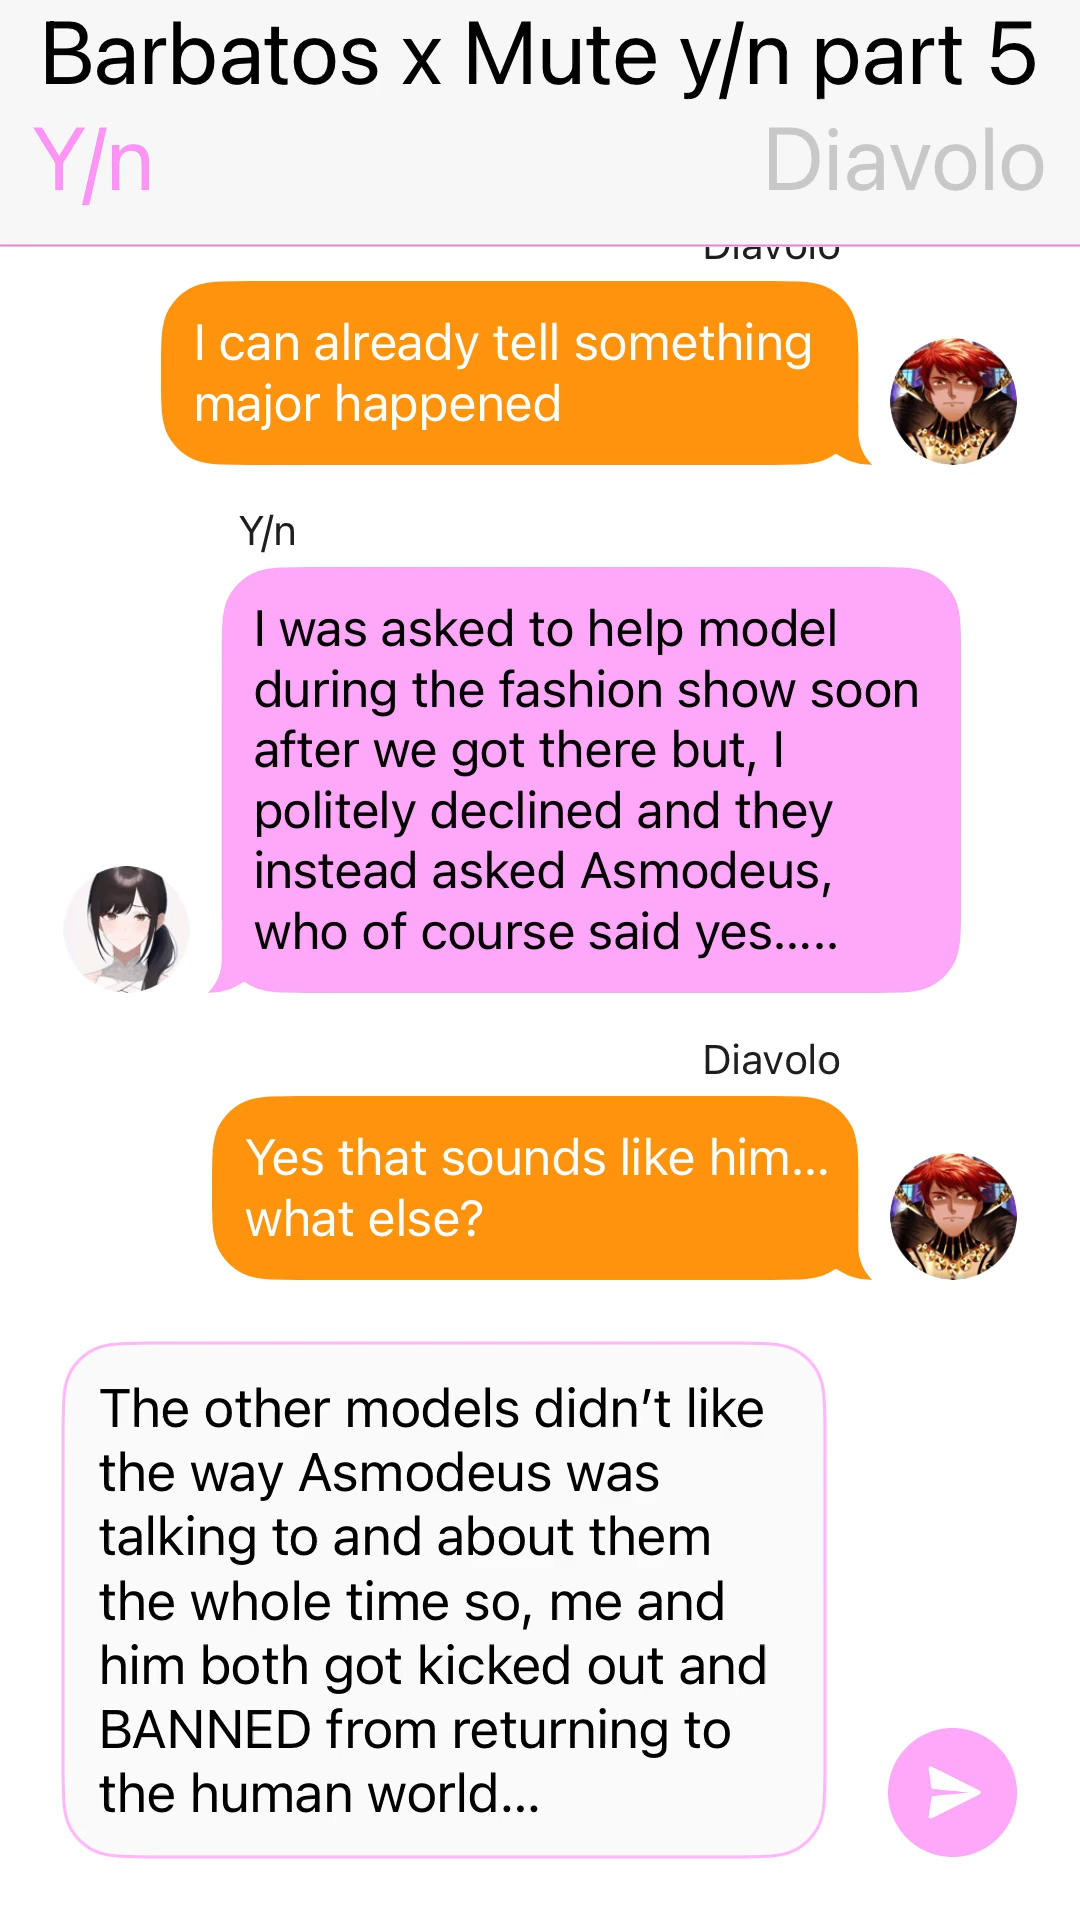 Barbatos x Mute y/n part 5
Y/n
Diavolo
Diavolo
I can already tell something
major happened
Y/n
I was asked to help model
during the fashion show soon
after we got there but, I
politely declined and they
instead asked Asmodeus,
who of course said yes.....
Diavolo
Yes that sounds like him...
what else?
The other models didn’t like
the way Asmodeus was
talking to and about them
the whole time so, me and
him both got kicked out and
BANNED from returning to
the human world...